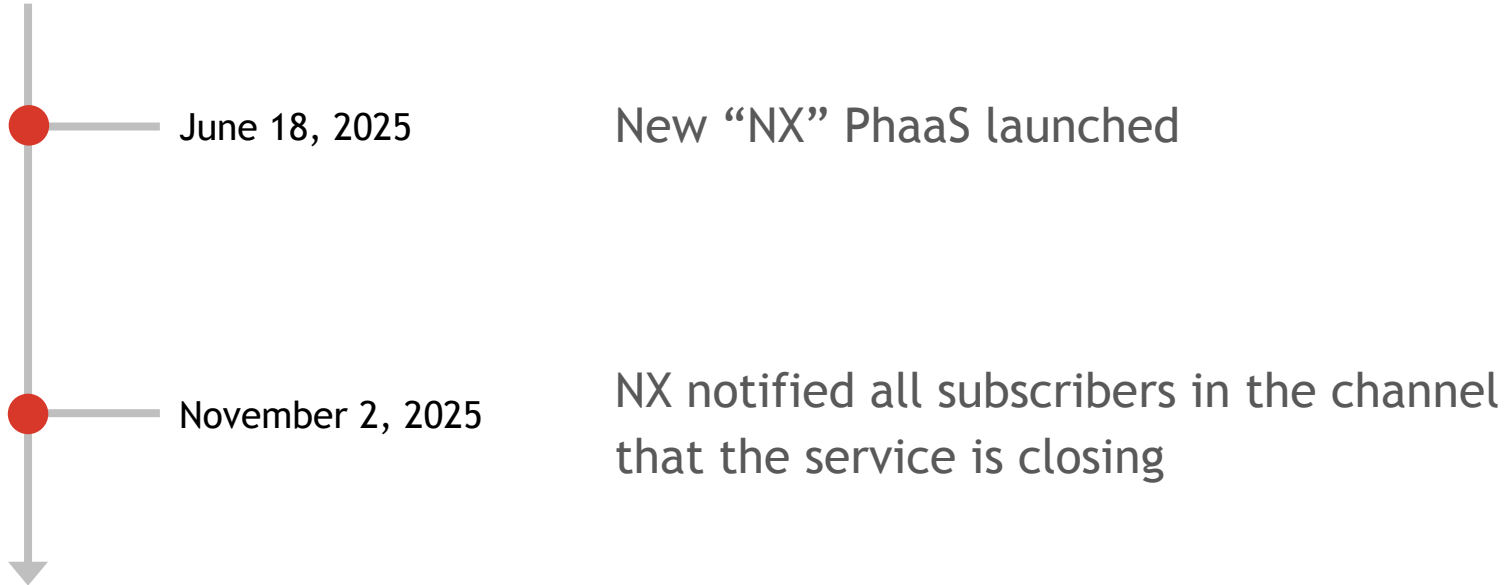 June 18, 2025
New “NX” PhaaS launched
November 2, 2025
NX notified all subscribers in the channel
that the service is closing